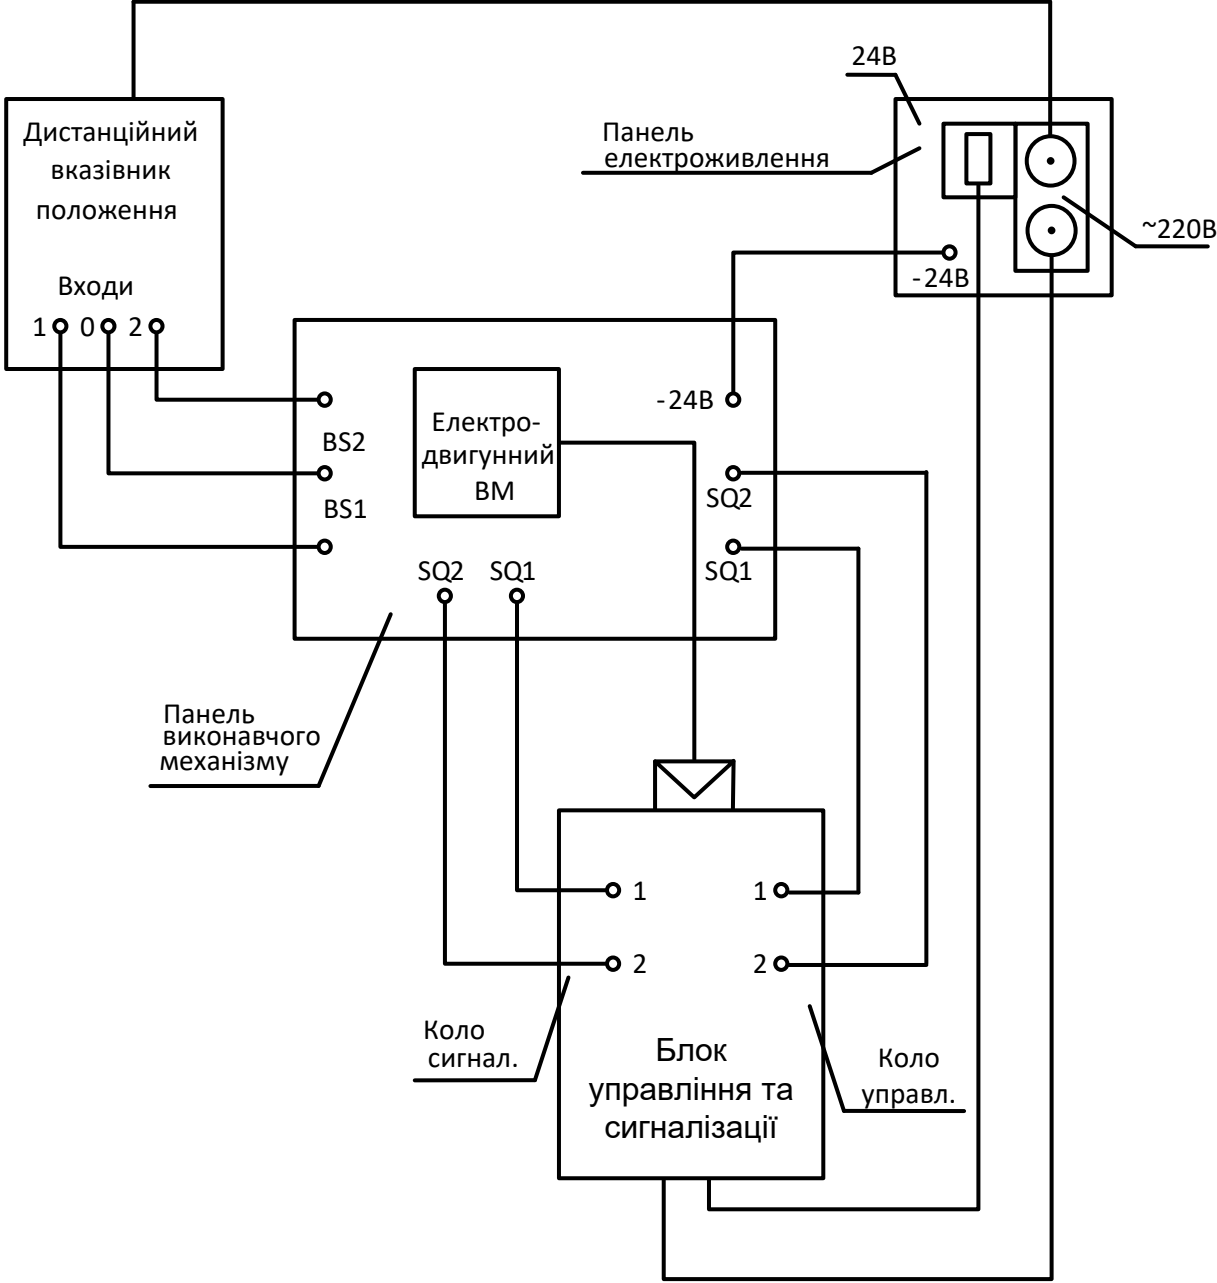 24В
Дистанційний
вказівник
положення
Входи
1 0 2
Панель
електроживлення
~220В
-24В
Електро-
двигунний
ВМ
-24В
BS2
BS1
SQ2
SQ1
SQ2 SQ1
Панель
виконавчого
механізму
1 1
2 2
Коло
сигнал.
Блок
управління та
сигналізації
Коло
управл.